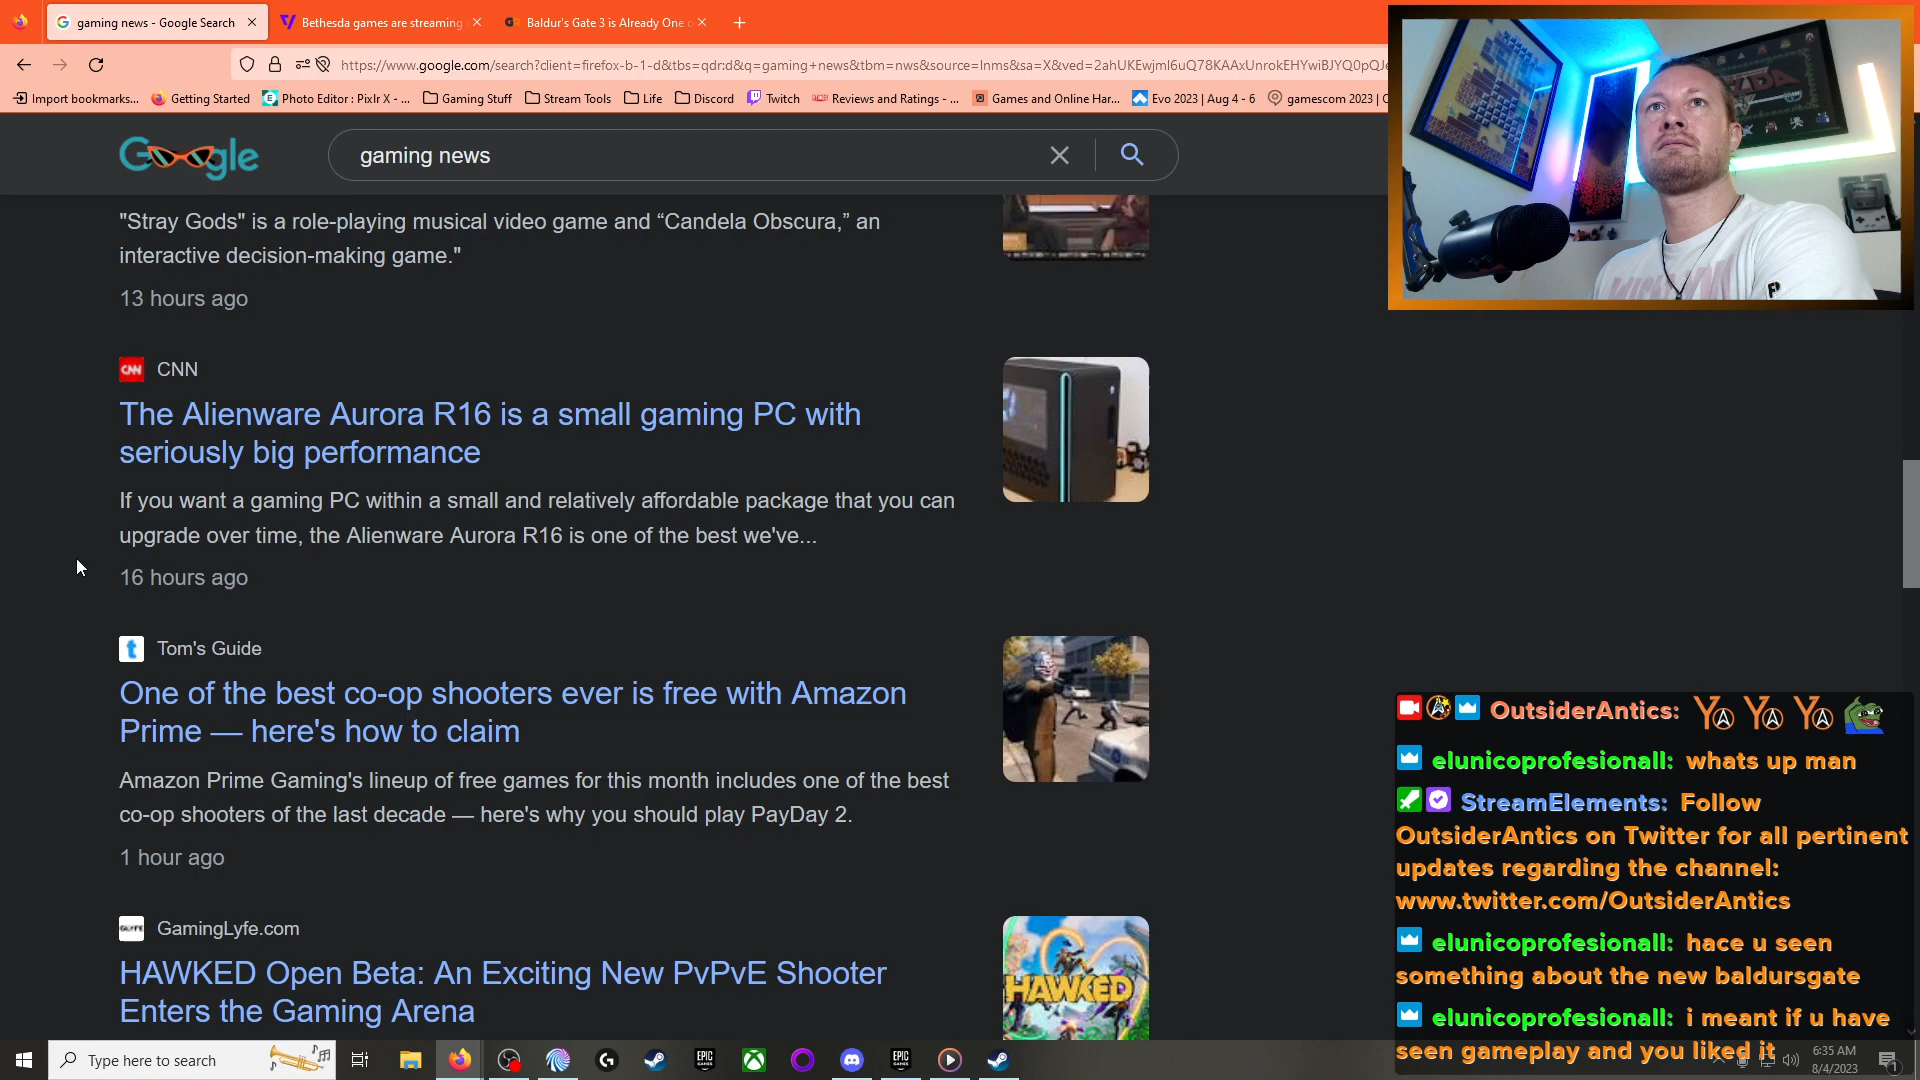 gaming news - Google Search
Bethesda games are streaming
Baldur's Gate 3 is Already One o
https://www.google.com/search?client=firefox-b-1-d&tbs=qdr:d&q=gaming+news&tbm=nws&source=lnms&sa=X&ved=2ahUKEwjml6uQ78KAAxUnrokEHYwiBJYQ0pQJe
Import bookmarks...
Getting Started
Photo Editor : Pixlr X - ...
Gaming Stuff
Stream Tools
Life
Discord
Twitch
Reviews and Ratings - ...
Games and Online Har...
Evo 2023 | Aug 4 - 6
gamescom 2023 | C
Google
gaming news
"Stray Gods" is a role-playing musical video game and “Candela Obscura,” an
interactive decision-making game."
13 hours ago
CNN
CNN
The Alienware Aurora R16 is a small gaming PC with
seriously big performance
If you want a gaming PC within a small and relatively affordable package that you can
upgrade over time, the Alienware Aurora R16 is one of the best we've...
16 hours ago
t Tom's Guide
One of the best co-op shooters ever is free with Amazon
Prime — here's how to claim
Amazon Prime Gaming's lineup of free games for this month includes one of the best
co-op shooters of the last decade — here's why you should play PayDay 2.
1 hour ago
GamingLyfe.com
HAWKED Open Beta: An Exciting New PvPvE Shooter
Enters the Gaming Arena
HAWKED
OutsiderAntics:
elunicoprofesionall: whats up man
StreamElements: Follow
OutsiderAntics on Twitter for all pertinent
updates regarding the channel:
www.twitter.com/OutsiderAntics
elunicoprofesionall: hace u seen
something about the new baldursgate
elunicoprofesionall: i meant if u have
seen gameplay and you liked it
Type here to search
EPIC
GAMES
EPIC
GAMES
6:35 AM
8/4/2023
1